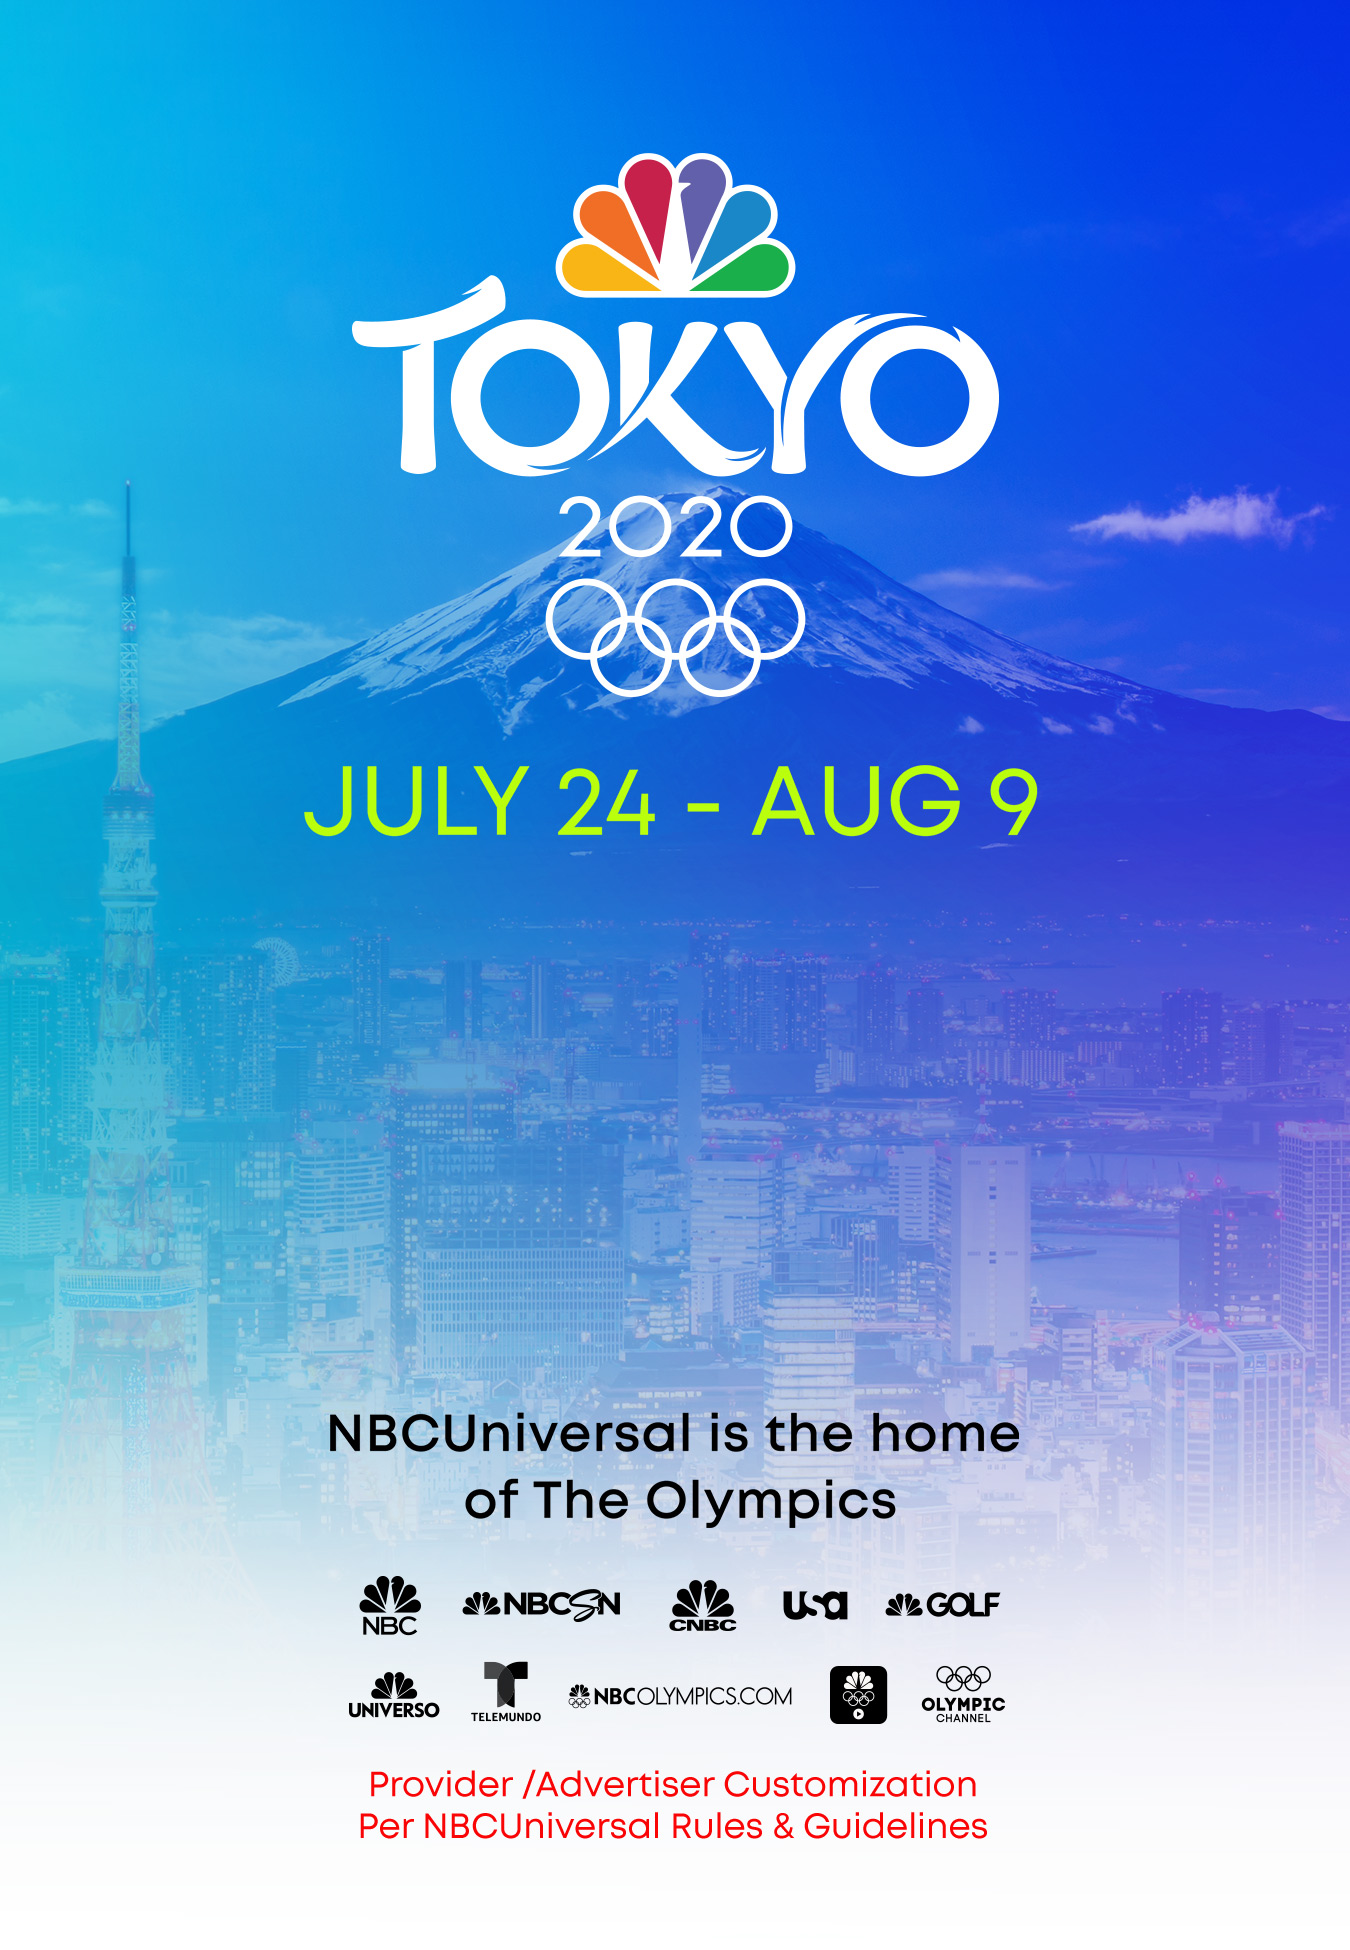 TOKYO
2020
JULY 24 - AUG 9
NBCUniversal is the home
of The Olympics
NBC NBCSN CNBC USA GOLF
UNIVERSO TELEMUNDO NBCOLYMPICS.COM OLYMPIC CHANNEL
Provider /Advertiser Customization
Per NBCUniversal Rules & Guidelines